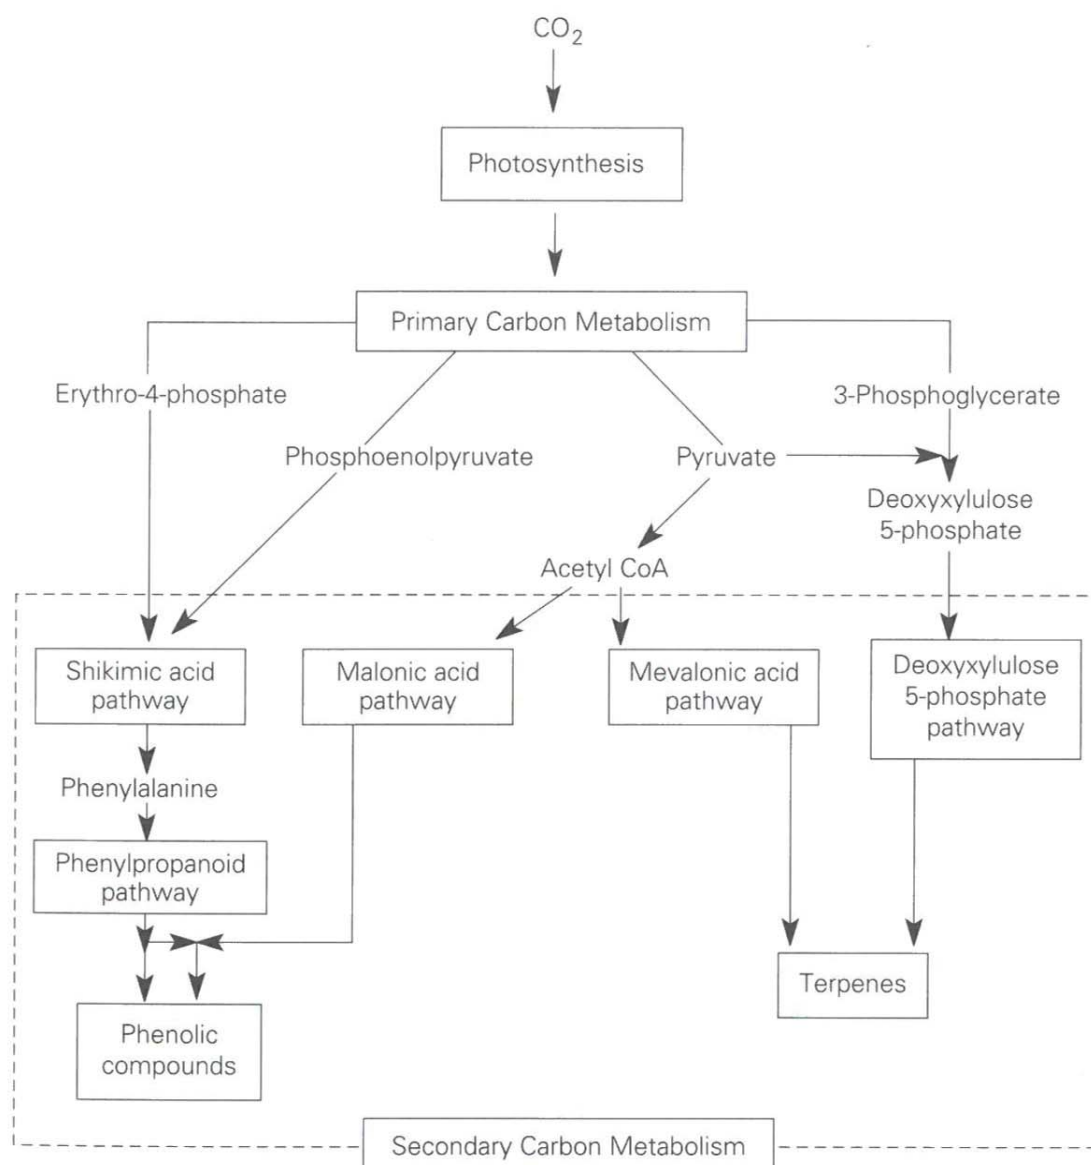 CO2
Photosynthesis
Primary Carbon Metabolism
Erythro-4-phosphate
3-Phosphoglycerate
Phosphoenolpyruvate
Pyruvate
Deoxyxylulose
5-phosphate
Acetyl CoA
Shikimic acid
pathway
Malonic acid
pathway
Mevalonic acid
pathway
Deoxyxylulose
5-phosphate
pathway
Phenylalanine
Phenylpropanoid
pathway
Terpenes
Phenolic
compounds
Secondary Carbon Metabolism